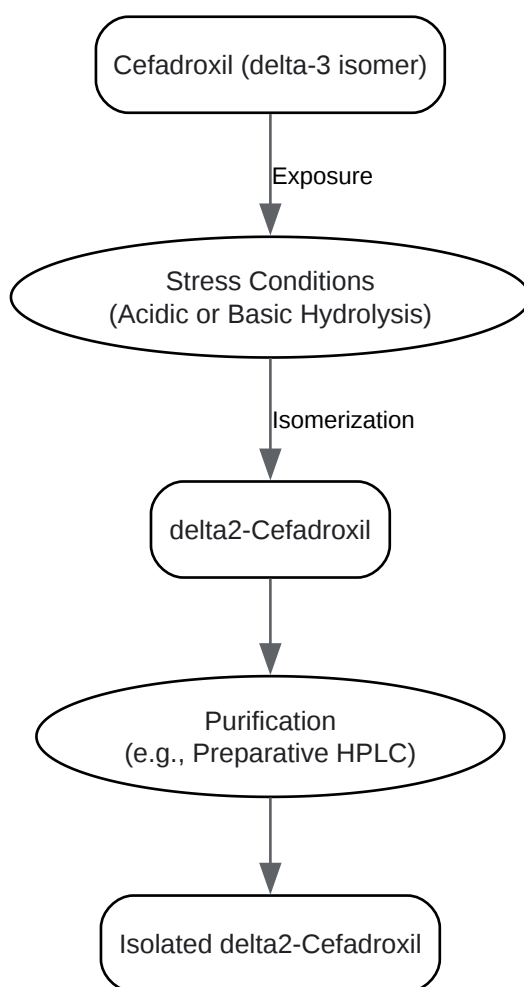 Cefadroxil (delta-3 isomer)
Exposure
Stress Conditions
(Acidic or Basic Hydrolysis)
Isomerization
delta2-Cefadroxil
Purification
(e.g., Preparative HPLC)
Isolated delta2-Cefadroxil